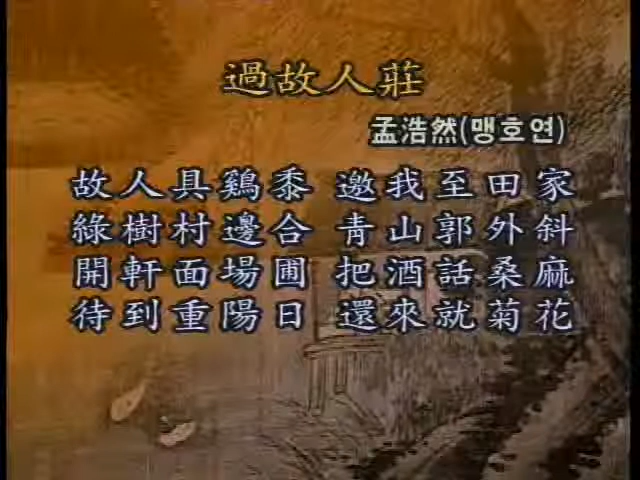 過故人莊
孟浩然(맹호연)
故人具鷄黍 邀我至田家
綠樹村邊合 青山郭外斜
開軒面場圃 把酒話桑麻
待到重陽日 還來就菊花